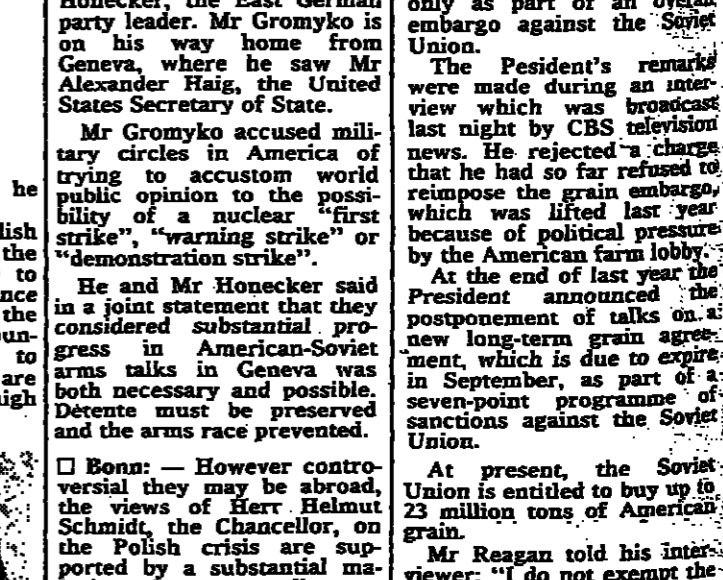 he
lish
the
to
nce
the
oun-
to
are
igh
Honecker, the East German
party leader. Mr Gromyko is
on his way home from
Geneva, where he saw Mr
Alexander Haig, the United
States Secretary of State.
Mr Gromyko accused mili-
tary circles in America of
trying to accustom world
public opinion to the possi-
bility of a nuclear "first
strike", "warning strike" or
"demonstration strike".
He and Mr Honecker said
in a joint statement that they
considered substantial pro-
gress in American-Soviet
arms talks in Geneva was
both necessary and possible.
Détente must be preserved
and the arms race prevented.
□ Bonn: — However contro-
versial they may be abroad,
the views of Herr Helmut
Schmidt, the Chancellor, on
the Polish crisis are sup-
ported by a substantial ma-
only as part of an overall
embargo against the Soviet
Union.
The Pesident's remarks
were made during an inter-
view which was broadcast
last night by CBS television
news. He rejected a charge
that he had so far refused to
reimpose the grain embargo,
which was lifted last year
because of political pressure
by the American farm lobby.
At the end of last year the
President announced the
postponement of talks on a
new long-term grain agree-
ment, which is due to expire
in September, as part of a
seven-point programme of
sanctions against the Soviet
Union.
At present, the Soviet
Union is entitled to buy up to
23 million tons of American
grain.
Mr Reagan told his inter-
viewer: "I do not exempt the